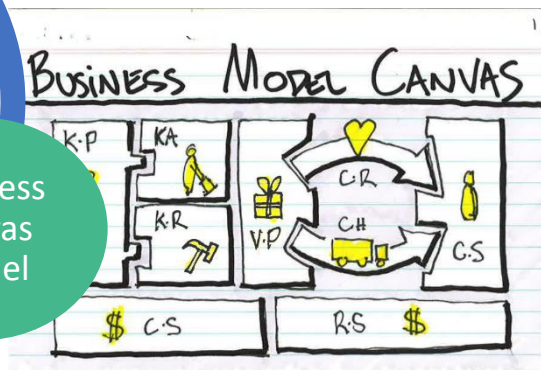 BUSINESS MODEL CANVAS
K.P
KA
C.R
K.R
V.P
CH
C.S
$ C.S
R.S $
ess
as
el